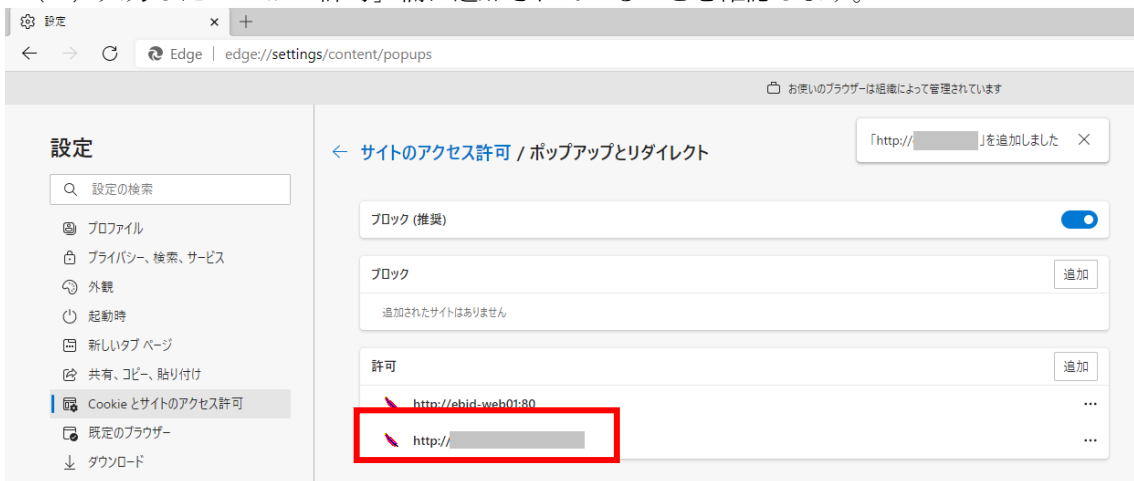 設定
Edge edge://settings/content/popups
お使いのブラウザーは組織によって管理されています
設定
サイトのアクセス許可 / ポップアップとリダイレクト
「http:// 」を追加しました
設定の検索
プロファイル
プライバシー、検索、サービス
外観
起動時
新しいタブ ページ
共有、コピー、貼り付け
Cookie とサイトのアクセス許可
既定のブラウザー
ダウンロード
ブロック (推奨)
ブロック
追加
追加されたサイトはありません
許可
追加
http://ebid-web01:80
http://